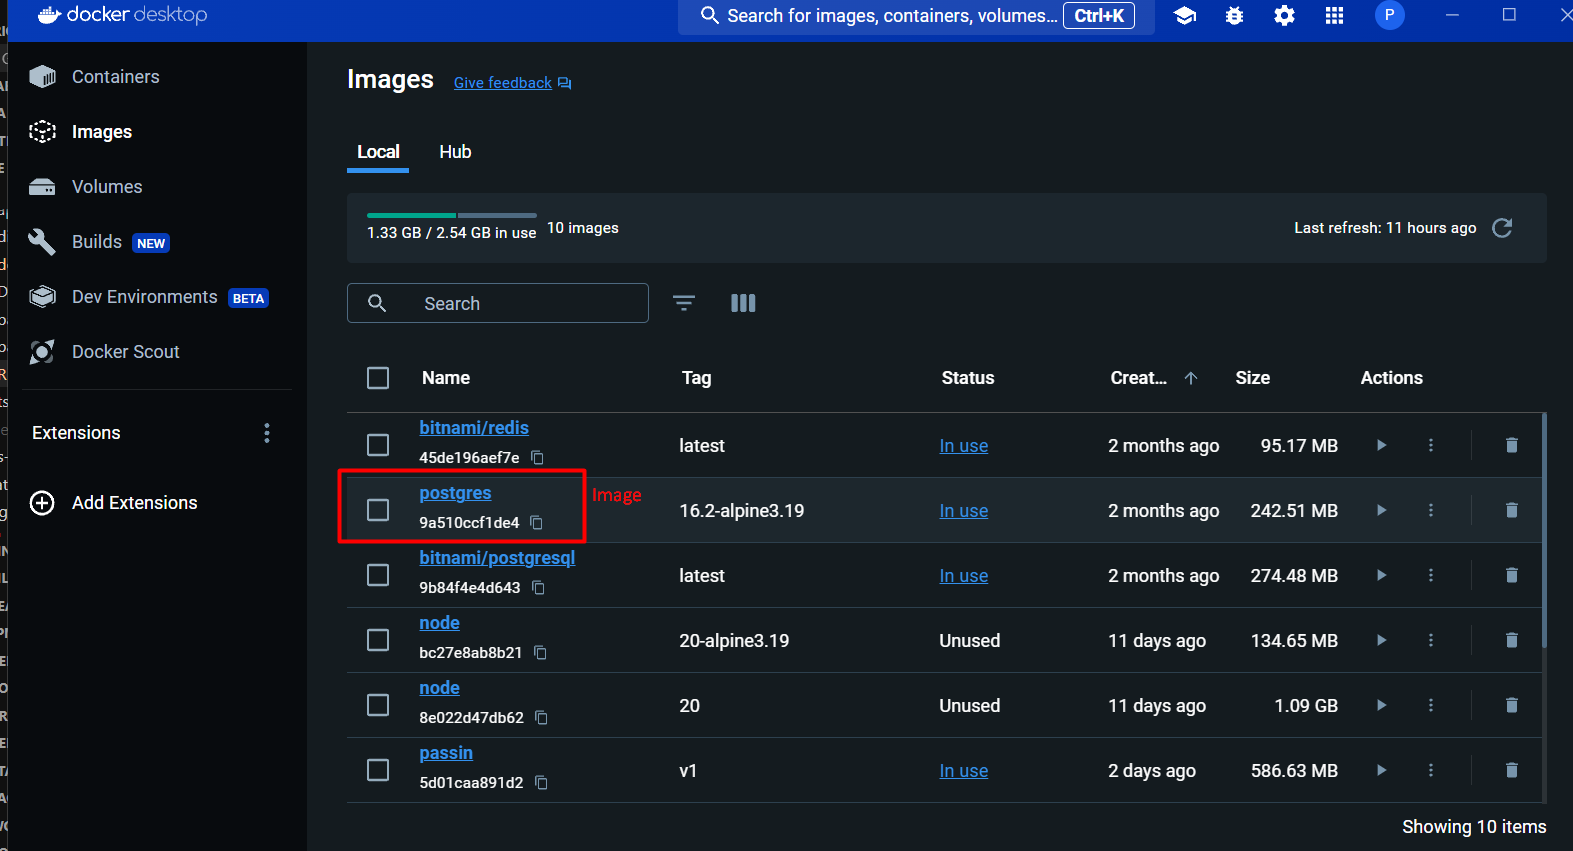 docker desktop
Search for images, containers, volumes... Ctrl+K
P
Containers
Images
Volumes
Builds NEW
Dev Environments BETA
Docker Scout
Extensions
Add Extensions
Images Give feedback
Local Hub
1.33 GB / 2.54 GB in use 10 images Last refresh: 11 hours ago
Search
Name Tag Status Creat... Size Actions
bitnami/redis
45de196aef7e latest In use 2 months ago 95.17 MB
postgres Image
9a510ccf1de4 16.2-alpine3.19 In use 2 months ago 242.51 MB
bitnami/postgresql
9b84f4e4d643 latest In use 2 months ago 274.48 MB
node
bc27e8ab8b21 20-alpine3.19 Unused 11 days ago 134.65 MB
node
8e022d47db62 20 Unused 11 days ago 1.09 GB
passin
5d01caa891d2 v1 In use 2 days ago 586.63 MB
Showing 10 items